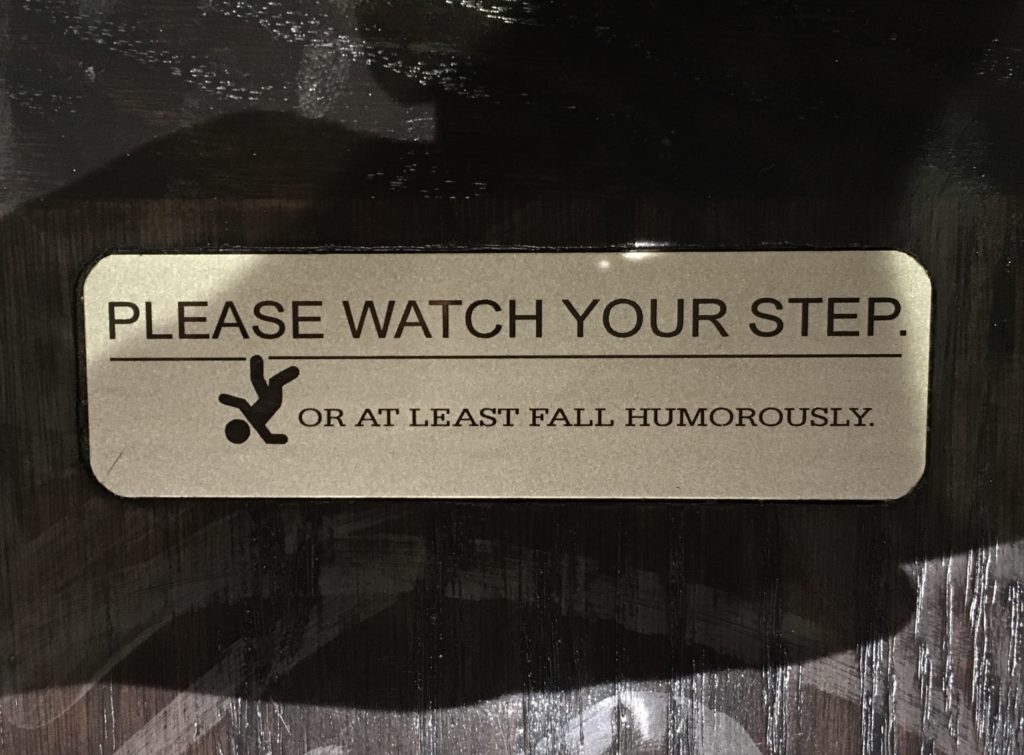 PLEASE WATCH YOUR STEP.
OR AT LEAST FALL HUMOROUSLY.